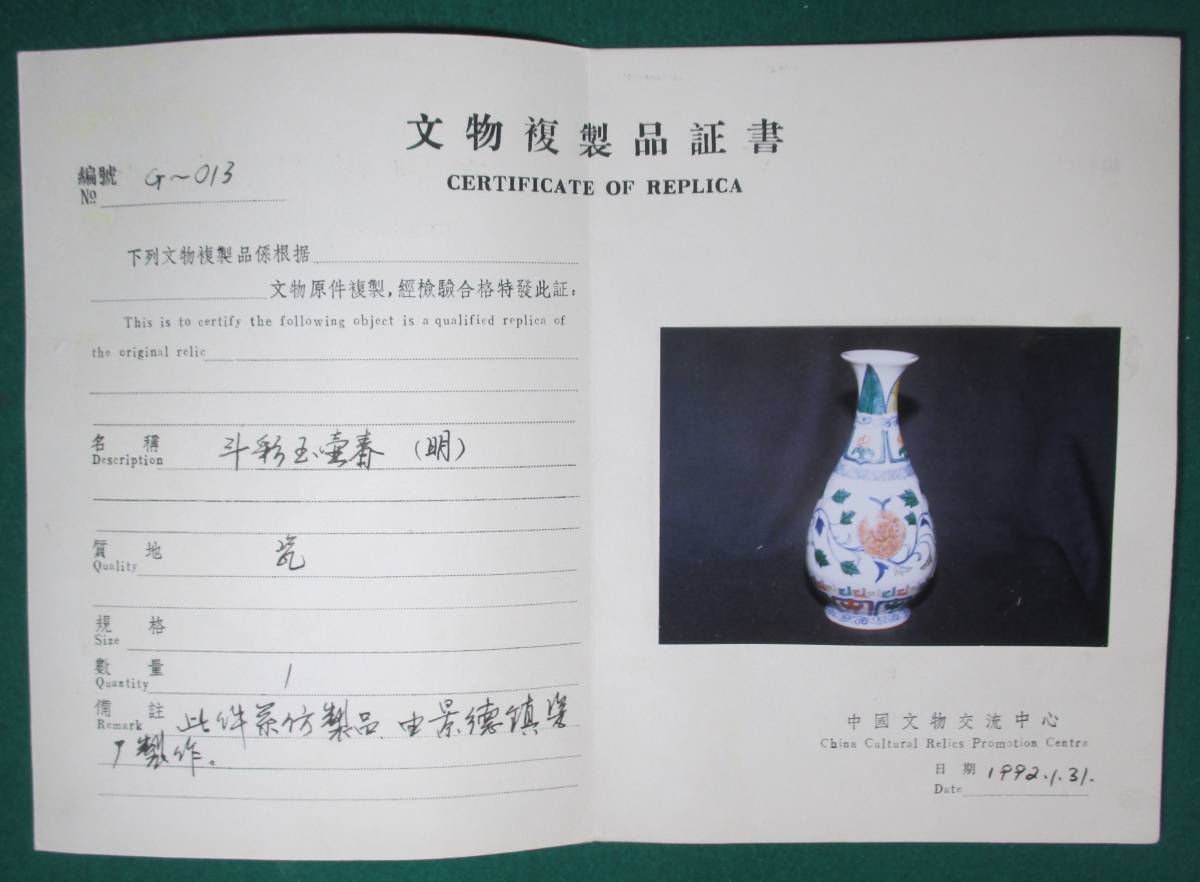 文物複製品証書
CERTIFICATE OF REPLICA
編號 G~013
№
下列文物複製品係根据
文物原件複製,經檢驗合格特發此証:
This is to certify the following object is a qualified replica of
the original relic
名稱 斗彩玉壶春 (明)
Description
質地 瓷
Quality
規格
Size
數量 1
Quantity
備註 此件系仿製品.由景德鎮瓷
Remark
厂製作。
中國文物交流中心
China Cultural Relics Promotion Centre
日期 1992.1.31.
Date